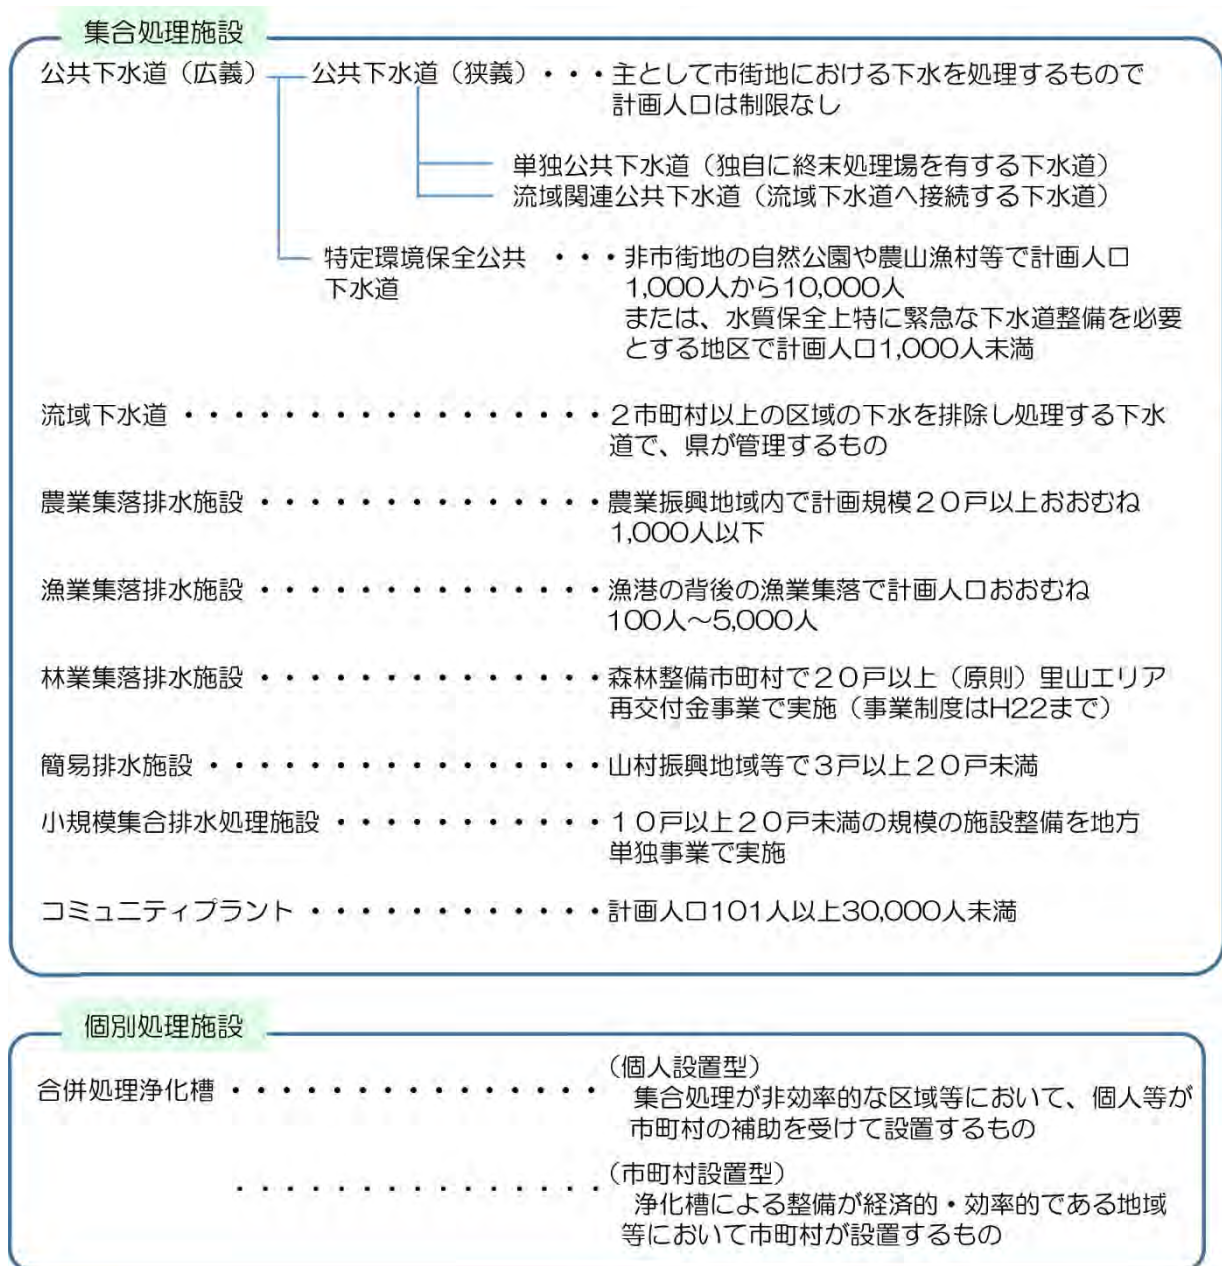 集合処理施設
公共下水道（広義） 公共下水道（狭義）・・・主として市街地における下水を処理するもので
計画人口は制限なし
単独公共下水道（独自に終末処理場を有する下水道）
流域関連公共下水道（流域下水道へ接続する下水道）
特定環境保全公共 ・・・非市街地の自然公園や農山漁村等で計画人口
下水道 1,000人から10,000人
または、水質保全上特に緊急な下水道整備を必要
とする地区で計画人口1,000人未満
流域下水道・・・・・・・・・・・・・・・・・２市町村以上の区域の下水を排除し処理する下水
道で、県が管理するもの
農業集落排水施設・・・・・・・・・・・・・・農業振興地域内で計画規模２０戸以上おおむね
1,000人以下
漁業集落排水施設・・・・・・・・・・・・・・漁港の背後の漁業集落で計画人口おおむね
100人～5,000人
林業集落排水施設・・・・・・・・・・・・・・森林整備市町村で２０戸以上（原則）里山エリア
再交付金事業で実施（事業制度はH22まで）
簡易排水施設・・・・・・・・・・・・・・・・山村振興地域等で３戸以上２０戸未満
小規模集合排水処理施設・・・・・・・・・・・１０戸以上２０戸未満の規模の施設整備を地方
単独事業で実施
コミュニティプラント・・・・・・・・・・・・計画人口101人以上30,000人未満
個別処理施設
（個人設置型）
合併処理浄化槽・・・・・・・・・・・・・・・集合処理が非効率的な区域等において、個人等が
市町村の補助を受けて設置するもの
・・・・・・・・・・・・・・・（市町村設置型）
浄化槽による整備が経済的・効率的である地域
等において市町村が設置するもの